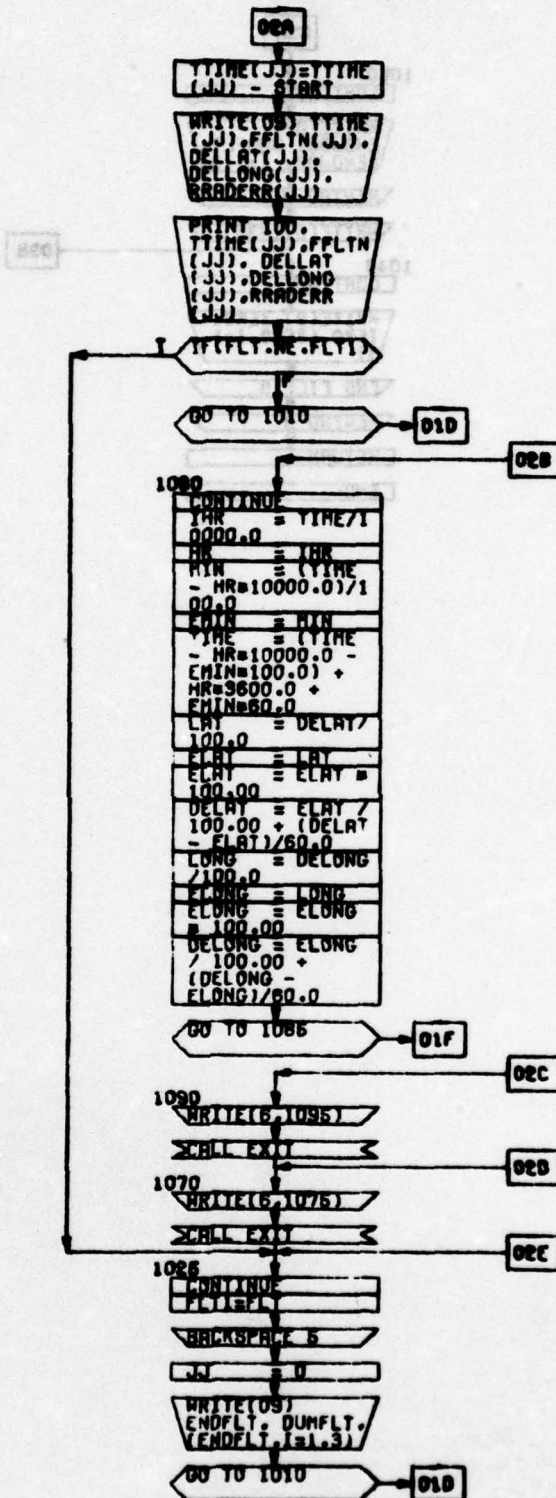 02A
TTIME(JJ)=TTIME
(JJ) - START
WRITE(09) TTIME
(JJ).FFLTN(JJ).
DELLAT(JJ).
DELLONG(JJ).
RRADERR(JJ)
PRINT 100.
TTIME(JJ).FFLTN
(JJ). DELLAT
(JJ).DELLONG
(JJ).RRADERR
(JJ)
IF(FLT.NE.FLT1)
T
F
GO TO 1010
01D
02B
1080
CONTINUE
IHR = TIME/1
0000.0
HR = IHR
MIN = (TIME
- HR*10000.0)/1
00.0
EMIN = MIN
TIME = (TIME
- HR*10000.0 -
EMIN*100.0) +
HR*3600.0 +
EMIN*60.0
LAT = DELAT/
100.0
ELAT = LAT
ELAT = ELAT *
100.00
DELAT = ELAT /
100.00 + (DELAT
- ELAT)/60.0
LONG = DELONG
/100.0
ELONG = LONG
ELONG = ELONG
* 100.00
DELONG = ELONG
/ 100.00 +
(DELONG -
ELONG)/60.0
GO TO 1086
01F
02C
1090
WRITE(6,1095)
CALL EXIT
02D
1070
WRITE(6,1075)
CALL EXIT
02E
1026
CONTINUE
FLT1=FLT
BACKSPACE 5
JJ = 0
WRITE(09)
ENDFLT. DUMFLT.
(ENDFLT,I=1,3)
GO TO 1010
01D